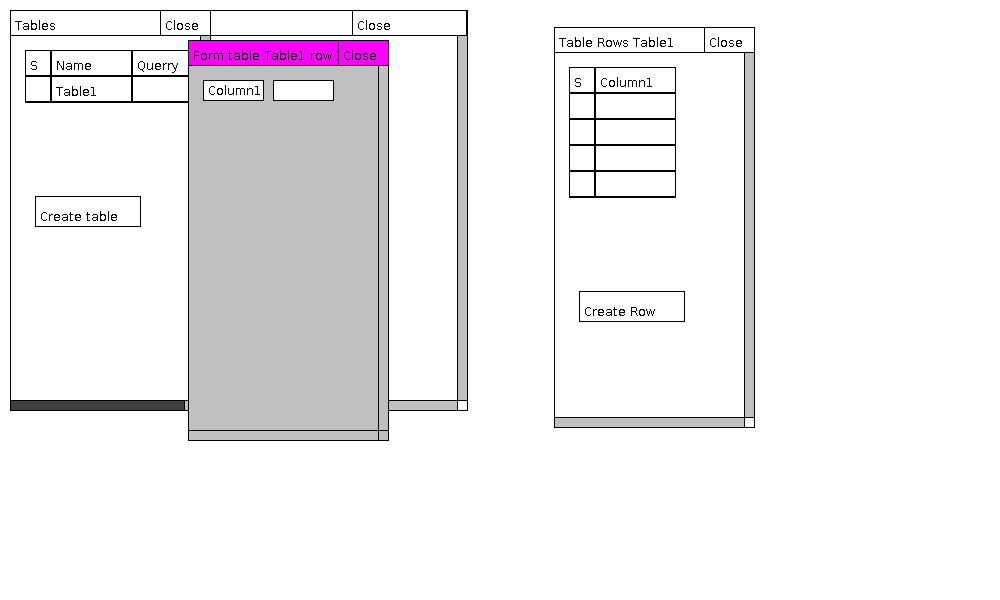 Tables Close Close
S Name Querry
Table1
Create table
Form table Table1 row Close
Column1
Table Rows Table1 Close
S Column1
Create Row